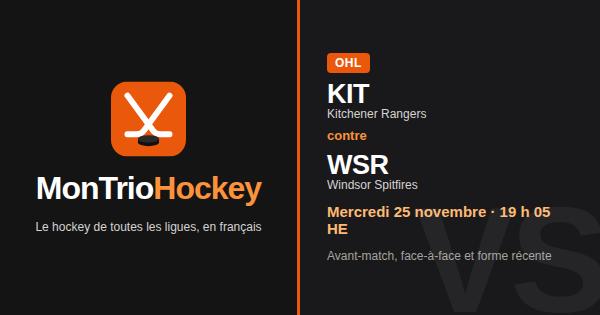 MonTrioHockey
Le hockey de toutes les ligues, en français
OHL
KIT
Kitchener Rangers
contre
WSR
Windsor Spitfires
Mercredi 25 novembre · 19 h 05
HE
Avant-match, face-à-face et forme récente
VS